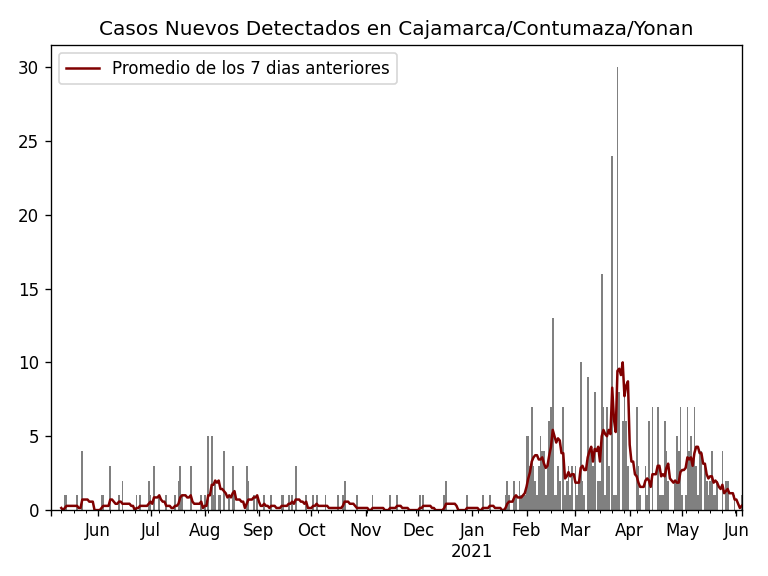 Casos Nuevos Detectados en Cajamarca/Contumaza/Yonan
Promedio de los 7 dias anteriores
30
25
20
15
10
5
0
Jun Jul Aug Sep Oct Nov Dec Jan Feb Mar Apr May Jun
2021